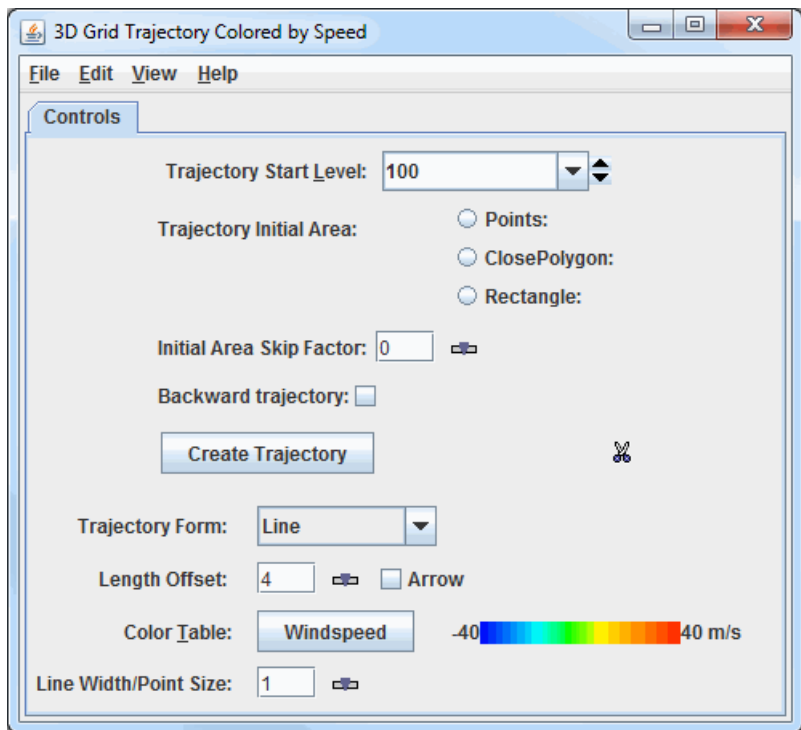 3D Grid Trajectory Colored by Speed
File Edit View Help
Controls
Trajectory Start Level: 100
Trajectory Initial Area:
Points:
ClosePolygon:
Rectangle:
Initial Area Skip Factor: 0
Backward trajectory:
Create Trajectory
Trajectory Form: Line
Length Offset: 4 Arrow
Color Table: Windspeed -40 40 m/s
Line Width/Point Size: 1